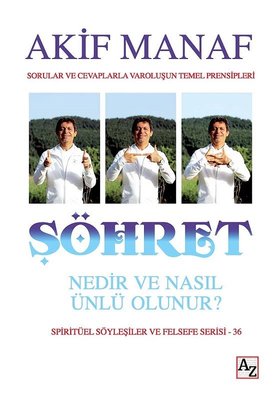 AKİF MANAF
SORULAR VE CEVAPLARLA VAROLUŞUN TEMEL PRENSİPLERİ
ŞÖHRET
NEDİR VE NASIL
ÜNLÜ OLUNUR?
SPİRİTÜEL SÖYLEŞİLER VE FELSEFE SERİSİ - 36
AZ